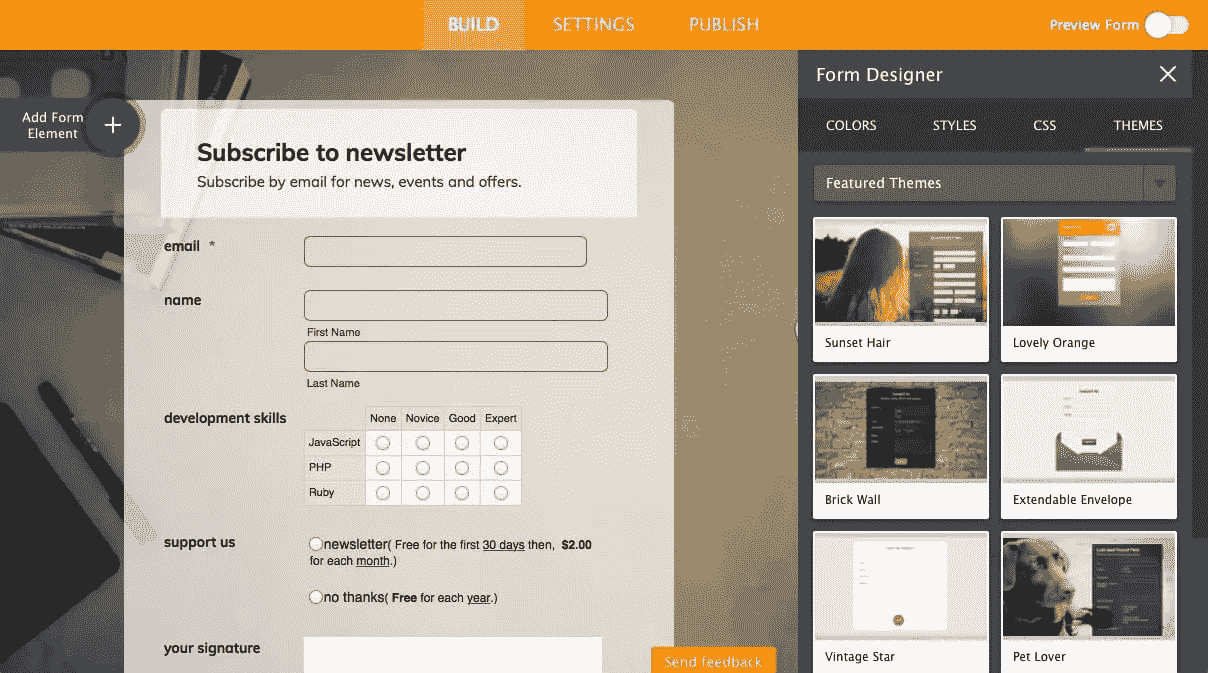 BUILD SETTINGS PUBLISH Preview Form
Add Form
Element
+
Subscribe to newsletter
Subscribe by email for news, events and offers.
email *
name
First Name
Last Name
development skills
None Novice Good Expert
JavaScript
PHP
Ruby
support us
newsletter( Free for the first 30 days then, $2.00
for each month.)
no thanks( Free for each year.)
your signature
Send feedback
Form Designer
COLORS STYLES CSS THEMES
Featured Themes
Sunset Hair Lovely Orange
Brick Wall Extendable Envelope
Vintage Star Pet Lover